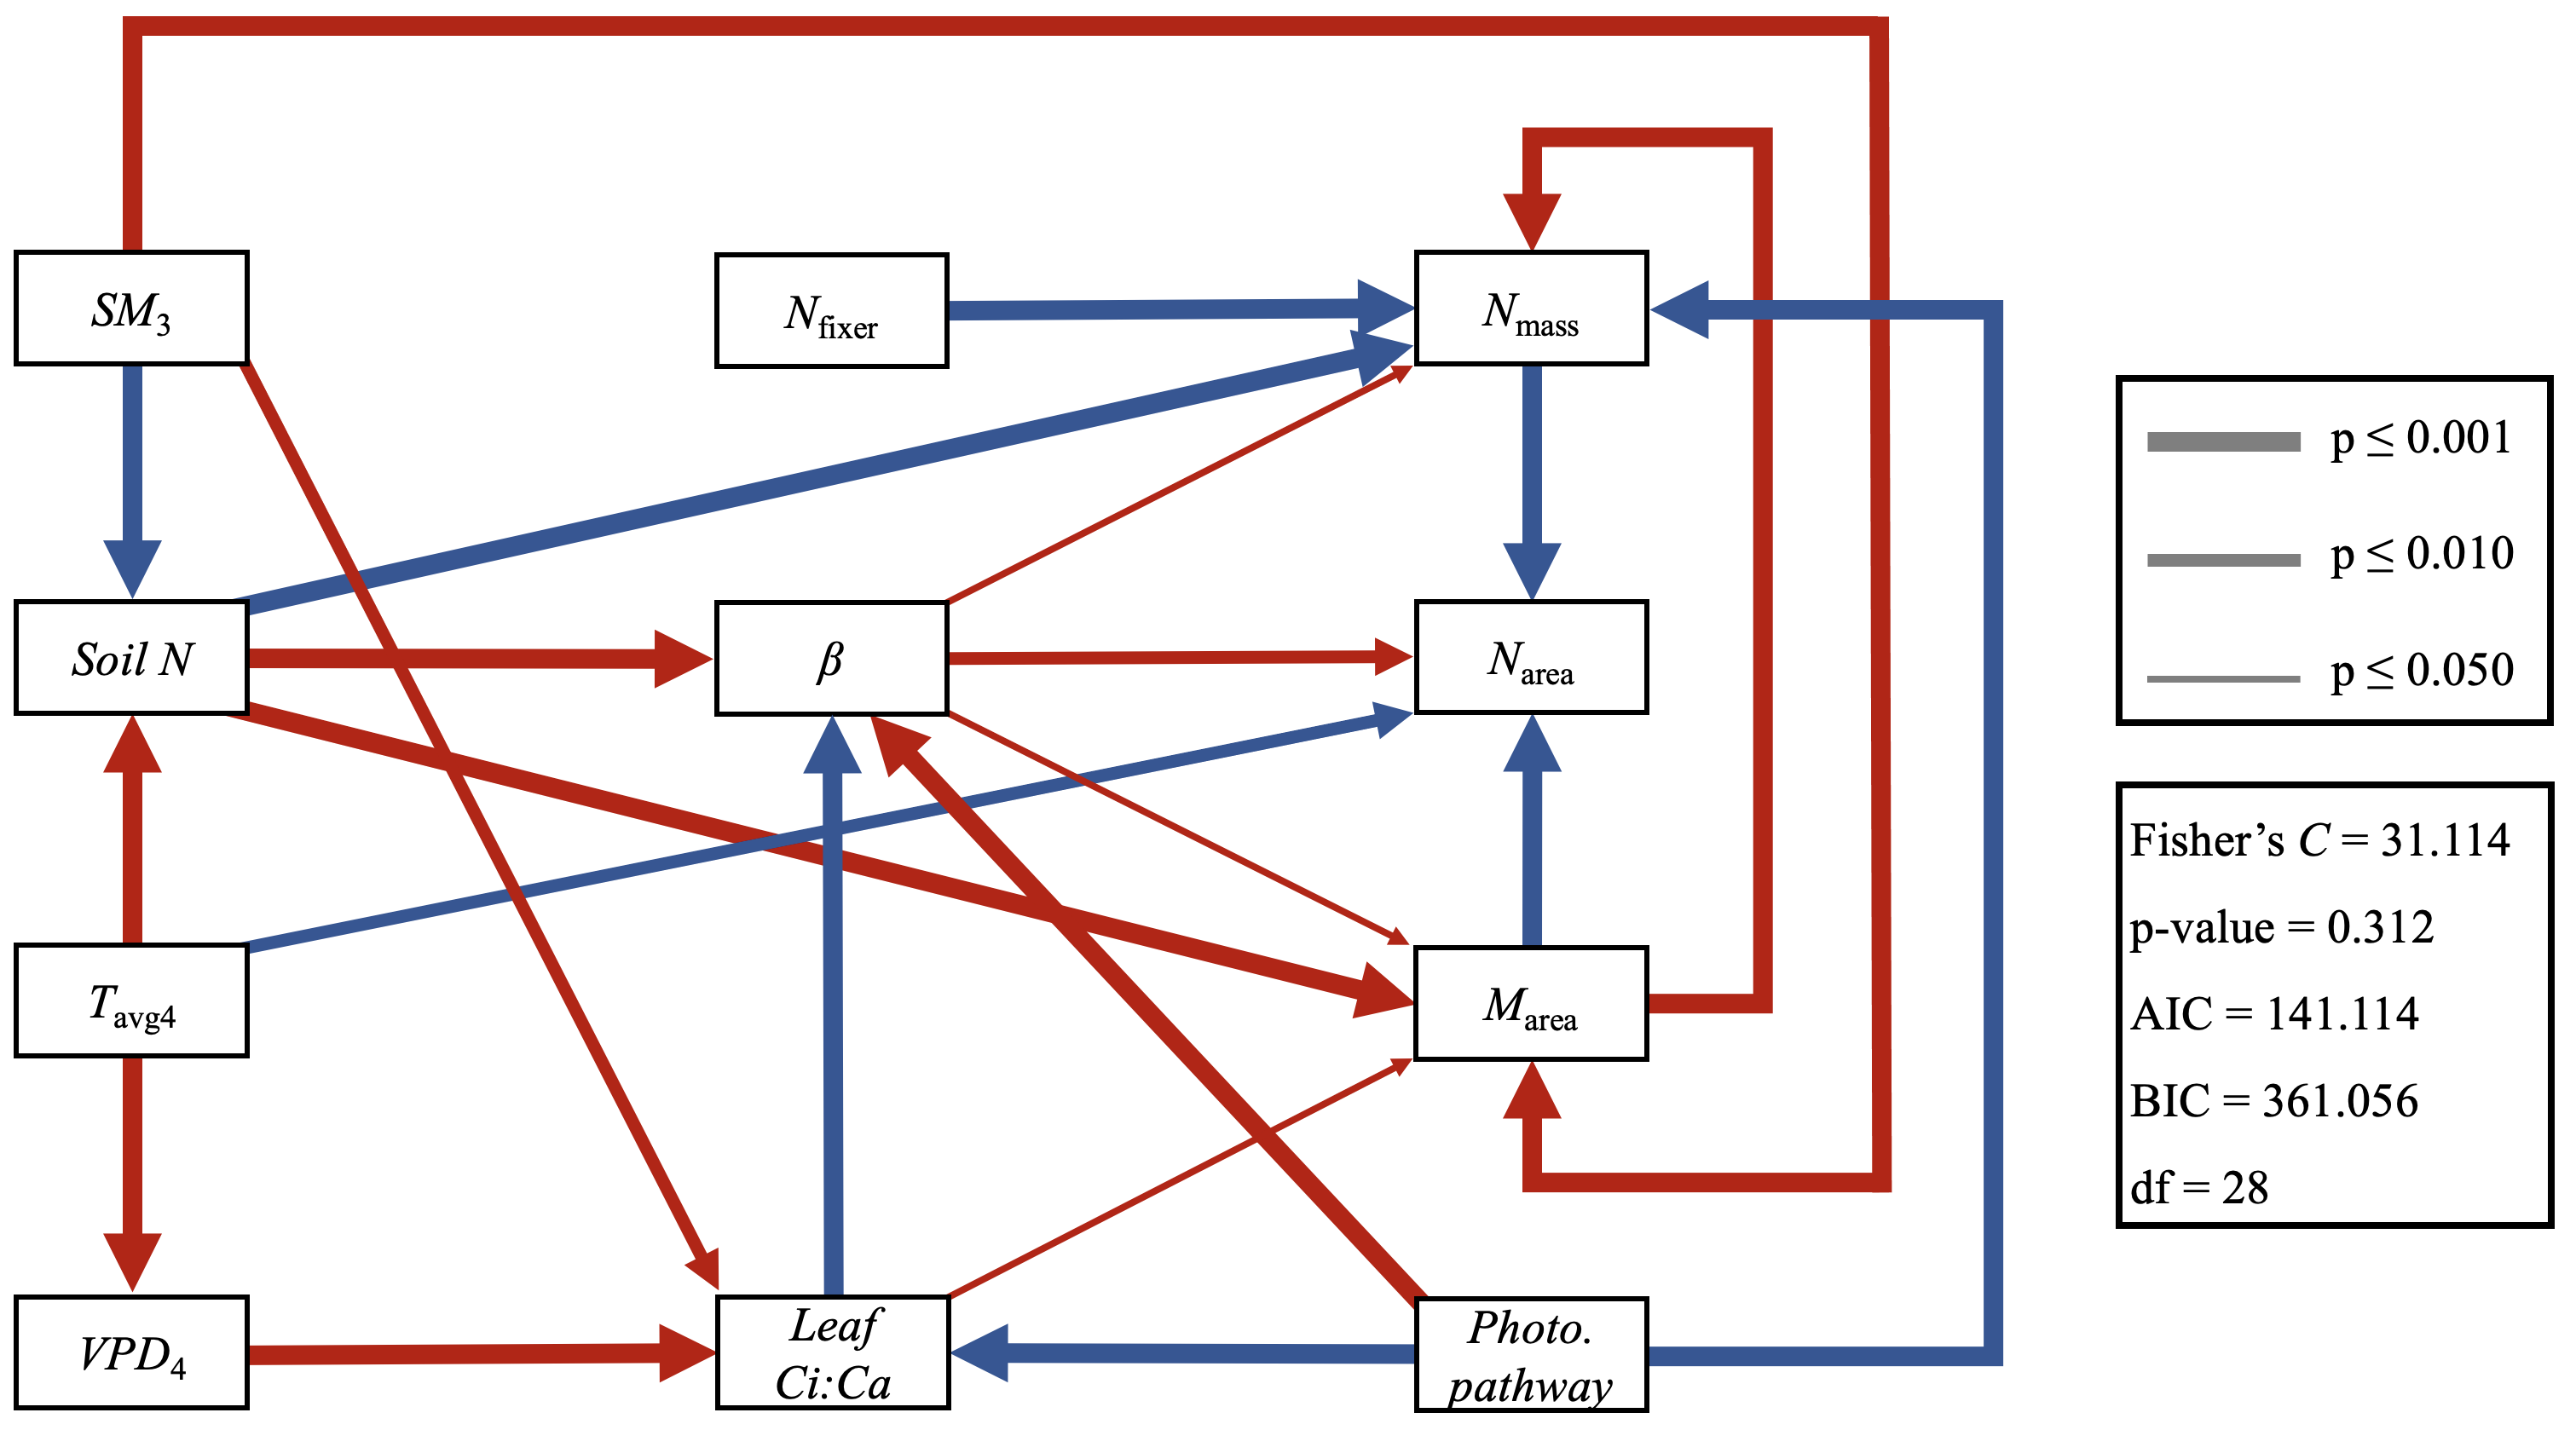 SM3
Nfixer
Nmass
p ≤ 0.001
p ≤ 0.010
p ≤ 0.050
Soil N
β
Narea
Tavg4
Marea
Fisher’s C = 31.114
p-value = 0.312
AIC = 141.114
BIC = 361.056
df = 28
VPD4
Leaf
Ci:Ca
Photo.
pathway